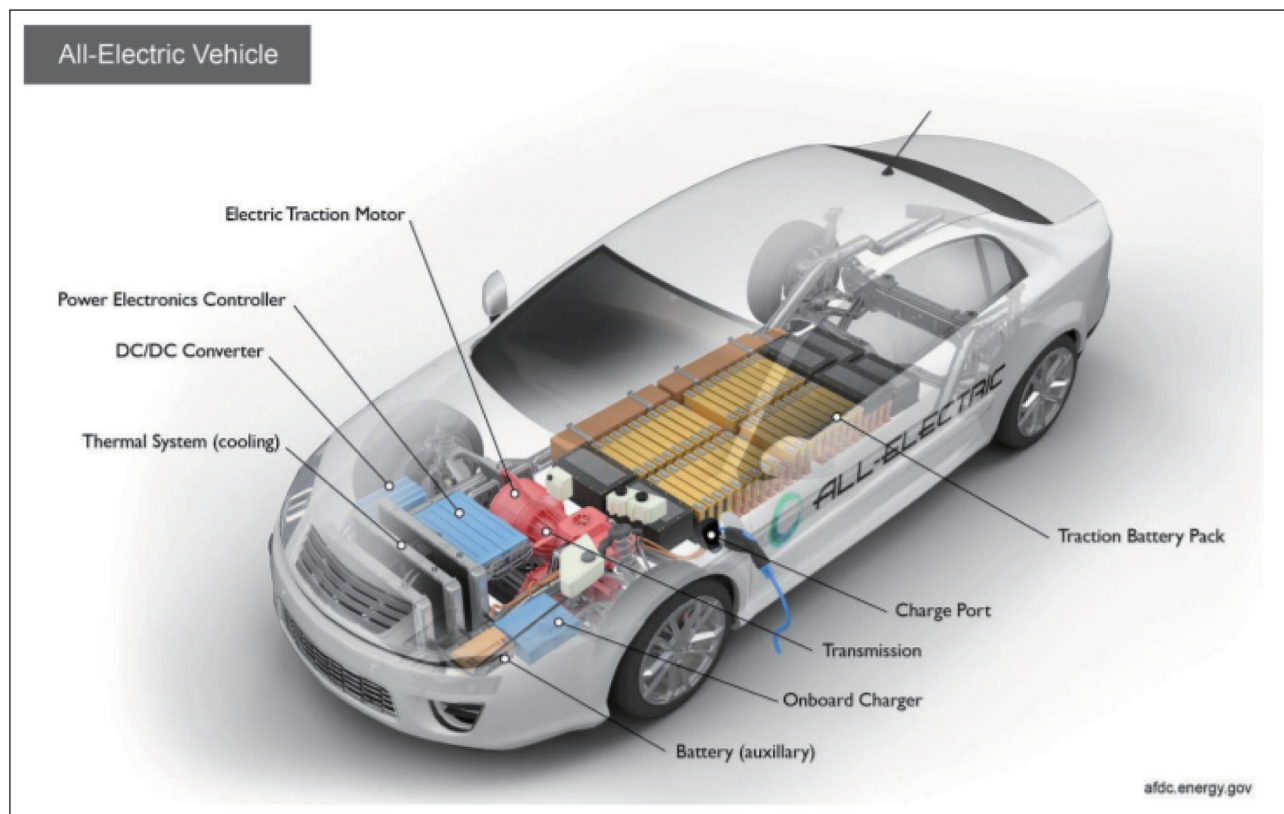 All-Electric Vehicle
Electric Traction Motor
Power Electronics Controller
DC/DC Converter
Thermal System (cooling)
ALL-ELECTRIC
Traction Battery Pack
Charge Port
Transmission
Onboard Charger
Battery (auxillary)
afdc.energy.gov